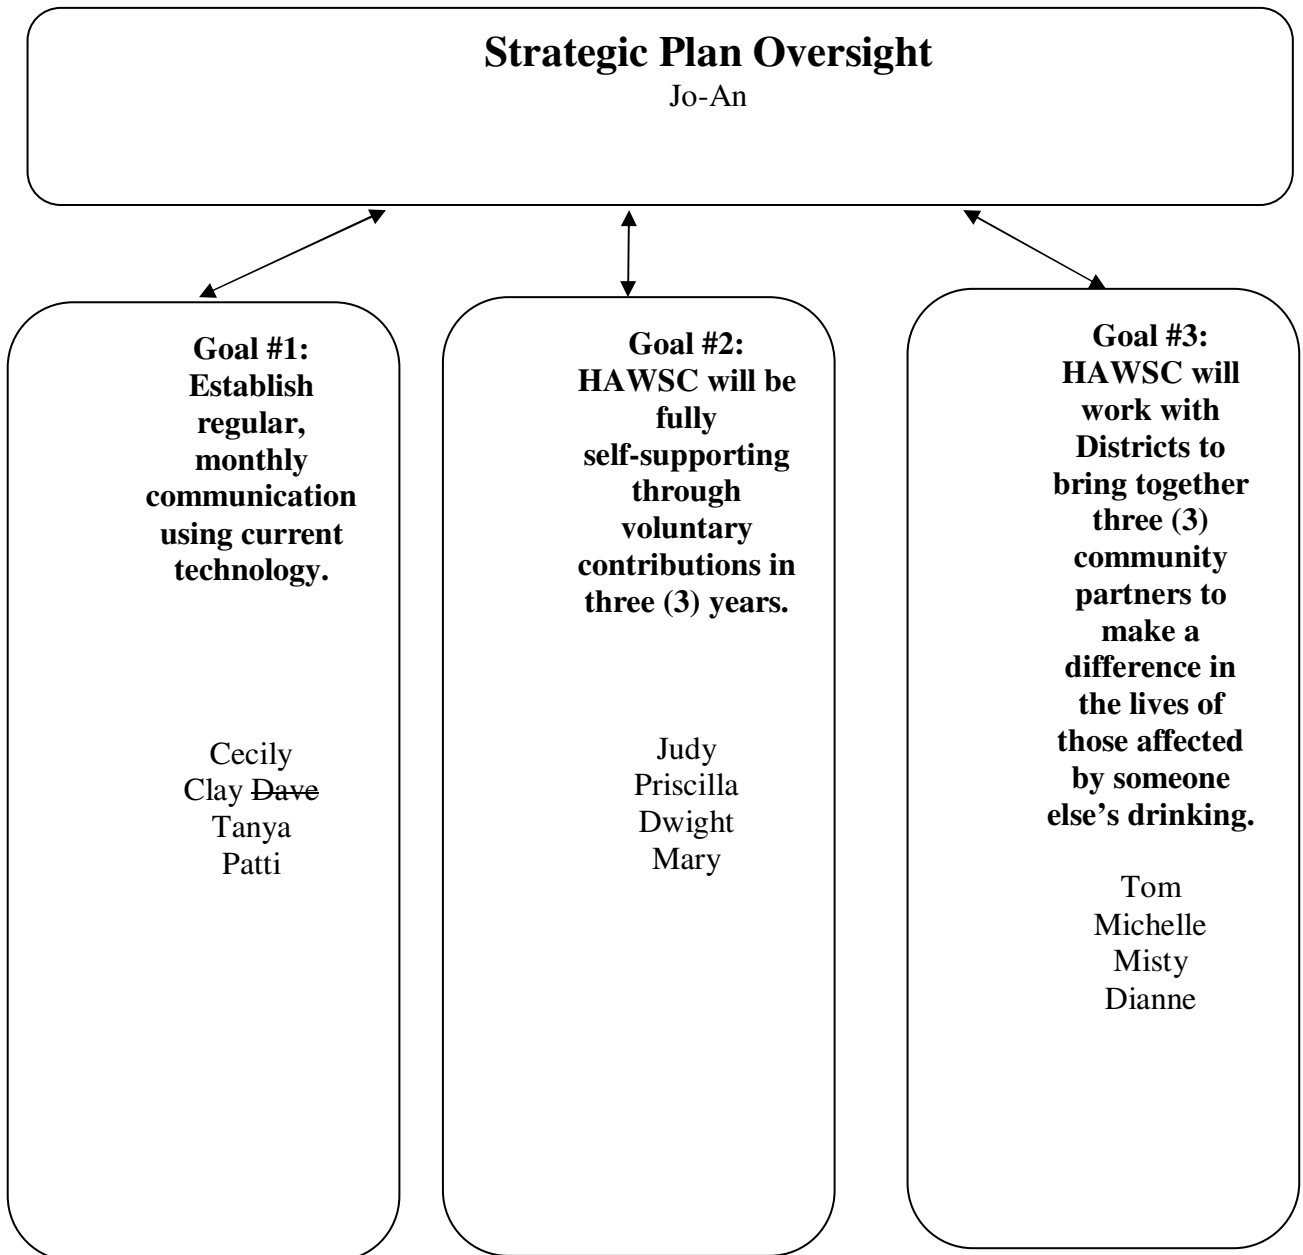 Strategic Plan Oversight
Jo-An
Goal #1:
Establish
regular,
monthly
communication
using current
technology.
Cecily
Clay Dave
Tanya
Patti
Goal #2:
HAWSC will be
fully
self-supporting
through
voluntary
contributions in
three (3) years.
Judy
Priscilla
Dwight
Mary
Goal #3:
HAWSC will
work with
Districts to
bring together
three (3)
community
partners to
make a
difference in
the lives of
those affected
by someone
else’s drinking.
Tom
Michelle
Misty
Dianne